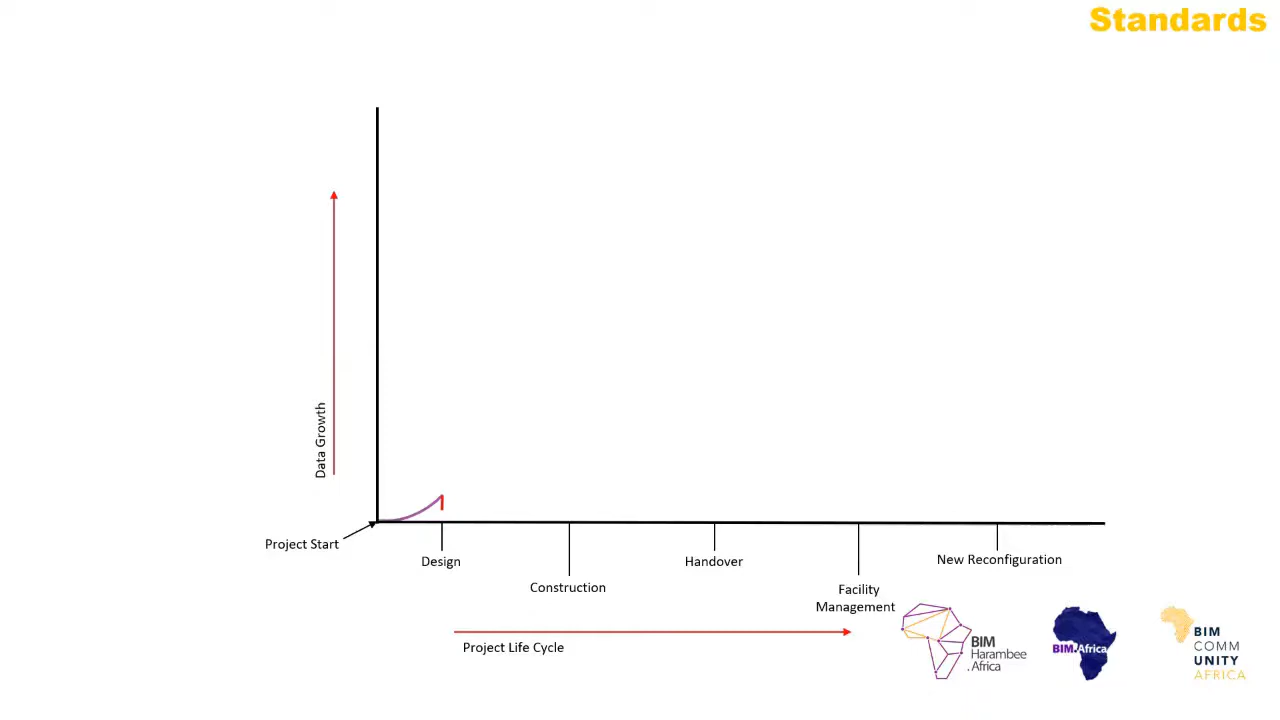 Standards
Data Growth
Project Start
Design
Construction
Handover
Facility
Management
New Reconfiguration
Project Life Cycle
BIM
Harambee
.Africa
BIM.Africa
BIM
COMM
UNITY
AFRICA